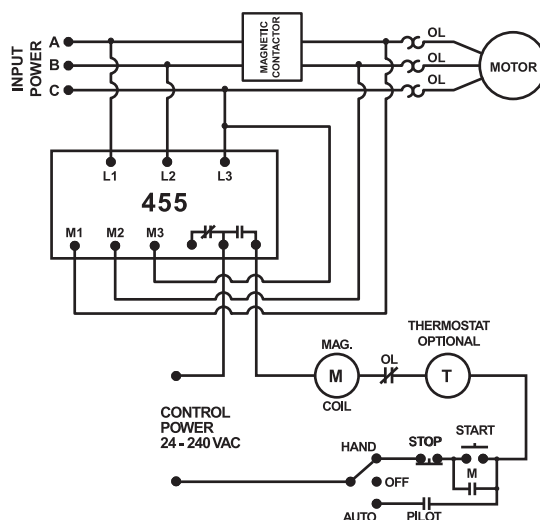 A
B
C
INPUT
POWER
MAGNETIC
CONTACTOR
OL
OL
OL
MOTOR
L1
L2
L3
455
M1
M2
M3
MAG.
M
COIL
OL
THERMOSTAT
OPTIONAL
T
CONTROL
POWER
24 - 240 VAC
HAND
OFF
AUTO
STOP
START
M
PILOT